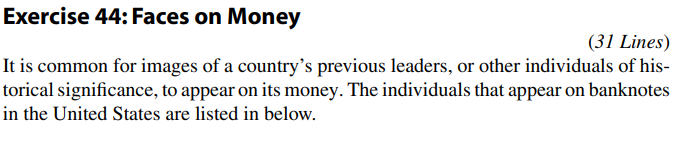 Exercise 44: Faces on Money
(31 Lines)
It is common for images of a country’s previous leaders, or other individuals of his-
torical significance, to appear on its money. The individuals that appear on banknotes
in the United States are listed in below.